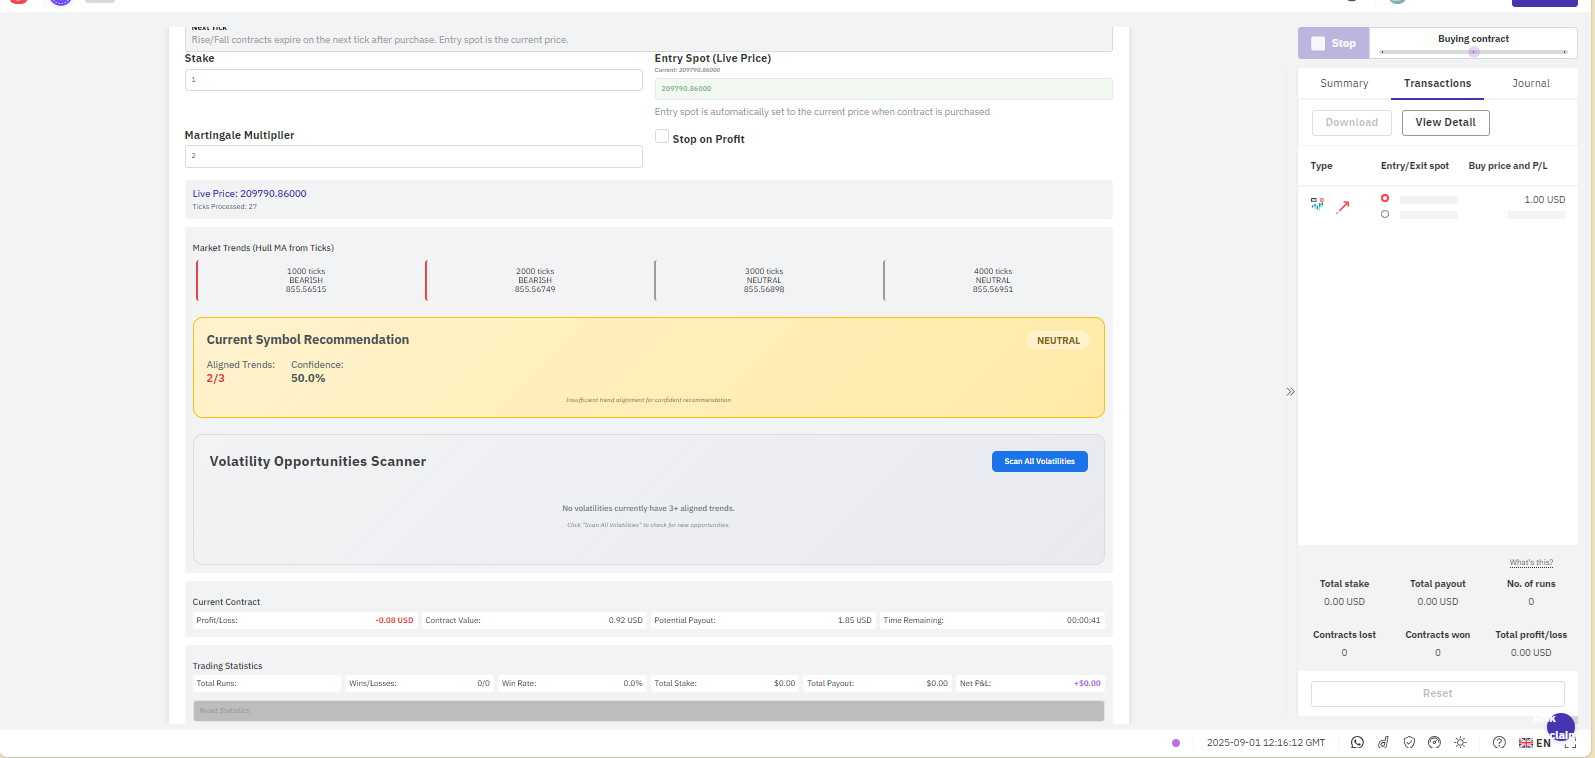 Next Tick
Rise/Fall contracts expire on the next tick after purchase. Entry spot is the current price.
Stake
1
Entry Spot (Live Price)
Current: 209790.86000
209790.86000
Entry spot is automatically set to the current price when contract is purchased
Martingale Multiplier
2
Stop on Profit
Live Price: 209790.86000
Ticks Processed: 27
Market Trends (Hull MA from Ticks)
1000 ticks
BEARISH
855.56515
2000 ticks
BEARISH
855.56749
3000 ticks
NEUTRAL
855.56898
4000 ticks
NEUTRAL
855.56951
Current Symbol Recommendation
NEUTRAL
Aligned Trends:
2/3
Confidence:
50.0%
Insufficient trend alignment for confident recommendation
Volatility Opportunities Scanner
Scan All Volatilities
No volatilities currently have 3+ aligned trends.
Click "Scan All Volatilities" to check for new opportunities.
Current Contract
Profit/Loss: -0.08 USD
Contract Value: 0.92 USD
Potential Payout: 1.85 USD
Time Remaining: 00:00:41
Trading Statistics
Total Runs:
Wins/Losses: 0/0
Win Rate: 0.0%
Total Stake: $0.00
Total Payout: $0.00
Net P&L: +$0.00
Reset Statistics
Stop
Buying contract
Summary
Transactions
Journal
Download
View Detail
Type
Entry/Exit spot
Buy price and P/L
1.00 USD
What's this?
Total stake
0.00 USD
Total payout
0.00 USD
No. of runs
0
Contracts lost
0
Contracts won
0
Total profit/loss
0.00 USD
Reset
2025-09-01 12:16:12 GMT
EN